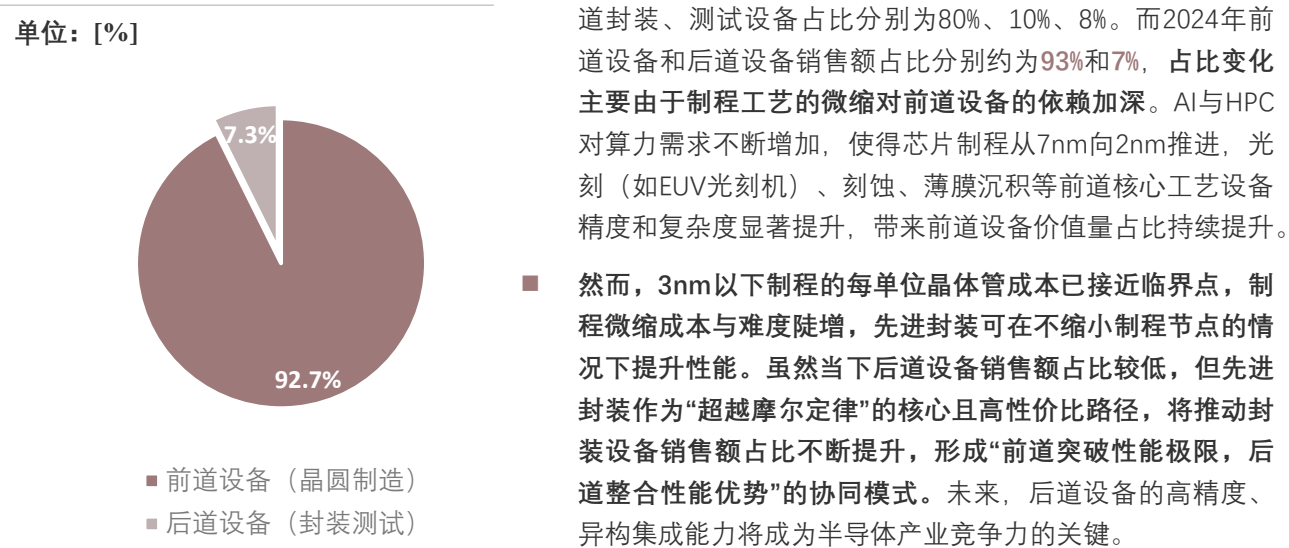 单位：[%]
7.3%
92.7%
前道设备（晶圆制造）
后道设备（封装测试）
道封装、测试设备占比分别为80%、10%、8%。而2024年前
道设备和后道设备销售额占比分别约为93%和7%，占比变化
主要由于制程工艺的微缩对前道设备的依赖加深。AI与HPC
对算力需求不断增加，使得芯片制程从7nm向2nm推进，光
刻（如EUV光刻机）、刻蚀、薄膜沉积等前道核心工艺设备
精度和复杂度显著提升，带来前道设备价值量占比持续提升。
然而，3nm以下制程的每单位晶体管成本已接近临界点，制
程微缩成本与难度陡增，先进封装可在不缩小制程节点的情
况下提升性能。虽然当下后道设备销售额占比较低，但先进
封装作为“超越摩尔定律”的核心且高性价比路径，将推动封
装设备销售额占比不断提升，形成“前道突破性能极限，后
道整合性能优势”的协同模式。未来，后道设备的高精度、
异构集成能力将成为半导体产业竞争力的关键。